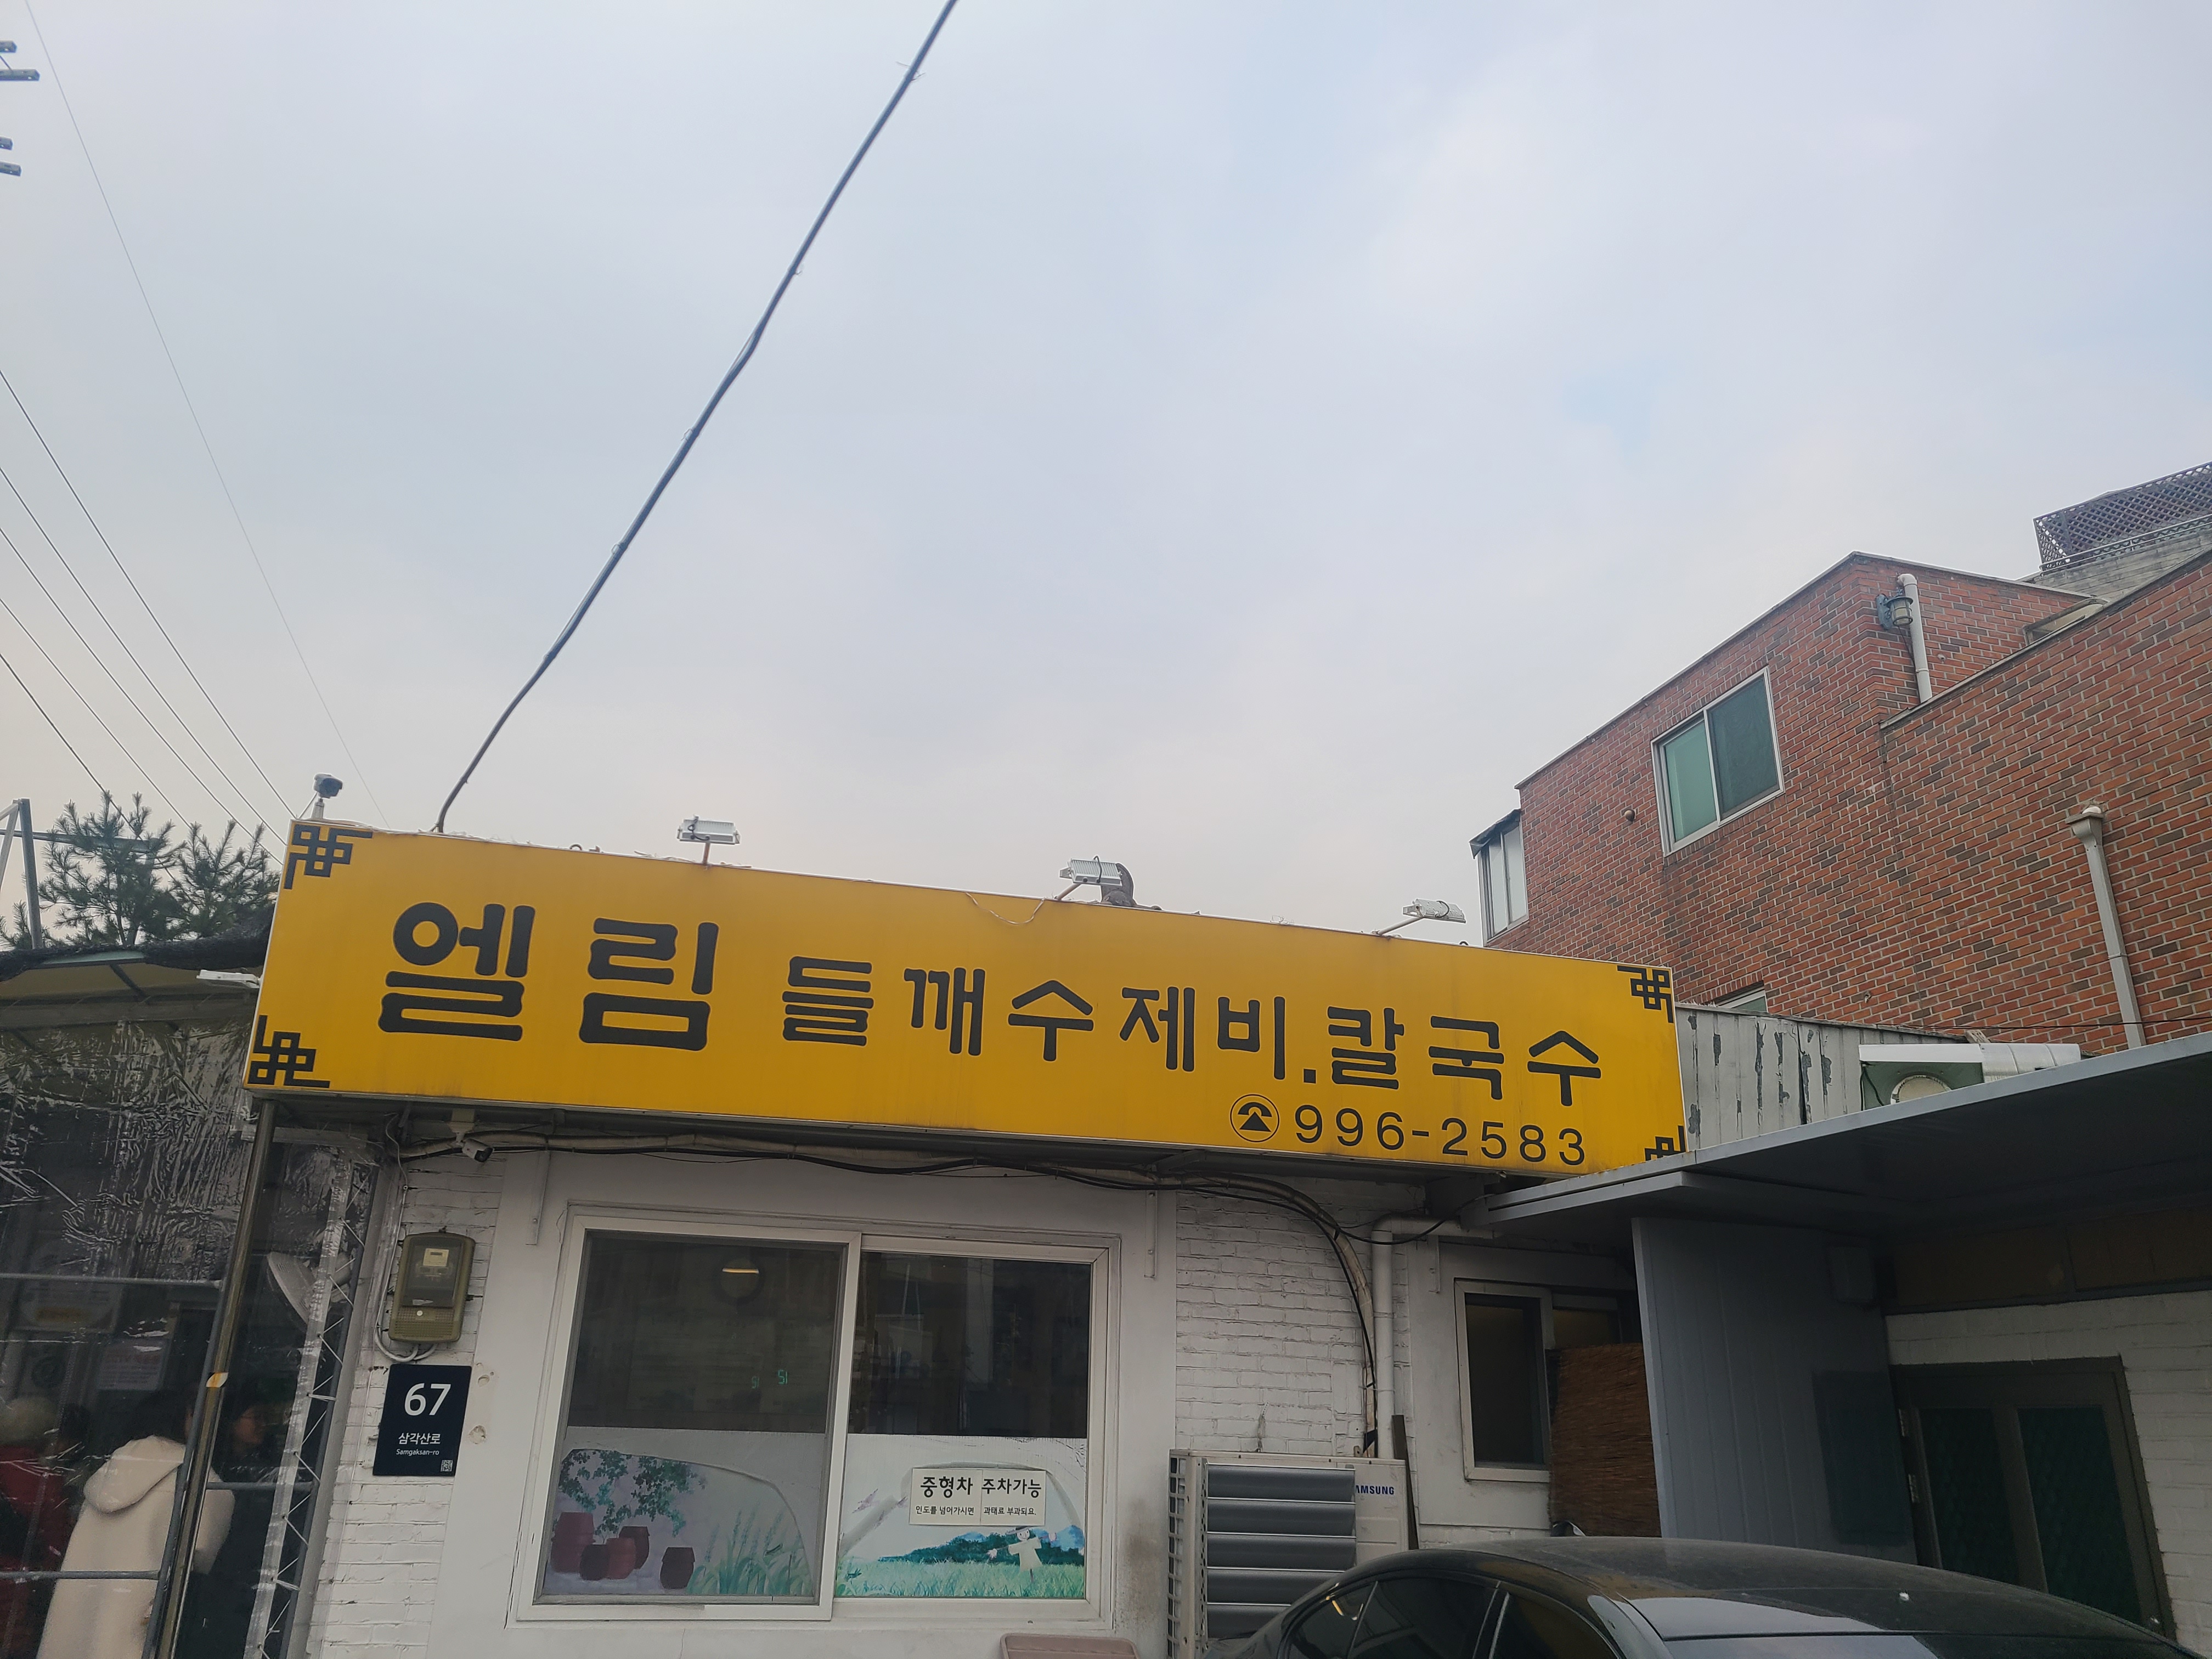 엘림 들깨수제비.칼국수
996-2583
67
삼각산로
Samgaksan-ro
중형차 주차가능
인도를 넘어가시면 과태료 부과되요.